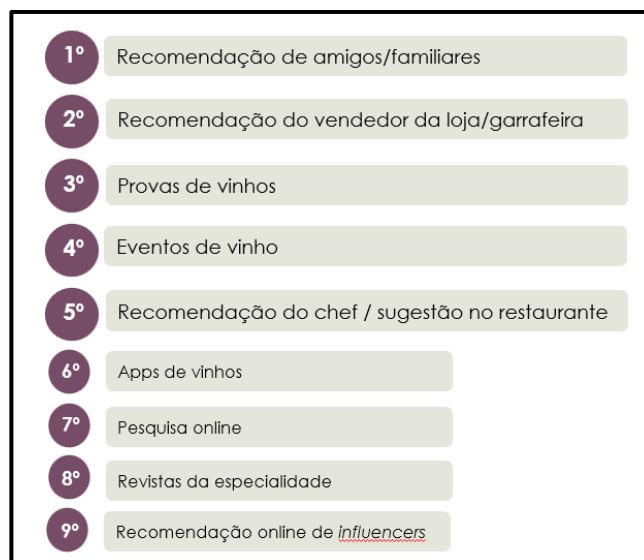 1º Recomendação de amigos/familiares
2º Recomendação do vendedor da loja/garrafeira
3º Provas de vinhos
4º Eventos de vinho
5º Recomendação do chef / sugestão no restaurante
6º Apps de vinhos
7º Pesquisa online
8º Revistas da especialidade
9º Recomendação online de influencers